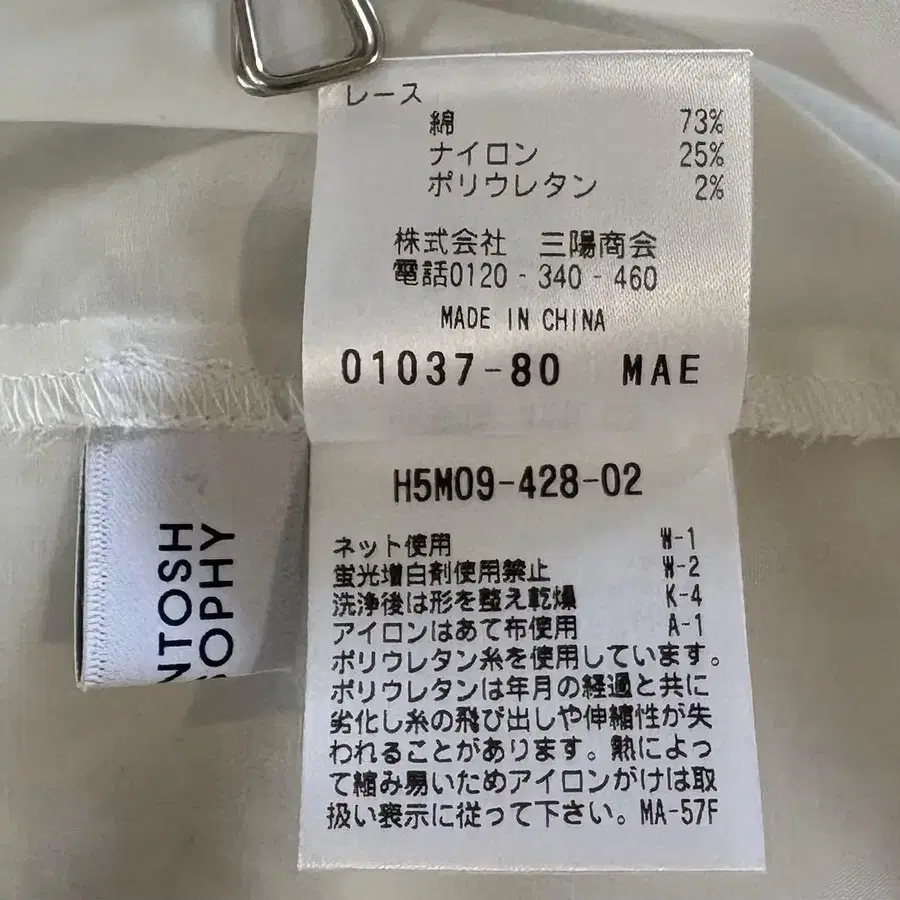 レース
綿 73%
ナイロン 25%
ポリウレタン 2%
株式会社 三陽商会
電話0120-340-460
MADE IN CHINA
01037-80 MAE
H5M09-428-02
ネット使用 W-1
蛍光増白剤使用禁止 W-2
洗浄後は形を整え乾燥 K-4
アイロンはあて布使用 A-1
ポリウレタン糸を使用しています。
ポリウレタンは年月の経過と共に
劣化し糸の飛び出しや伸縮性が失
われることがあります。熱によっ
て縮み易いためアイロンがけは取
扱い表示に従って下さい。MA-57F
NTOSH
SOPHY